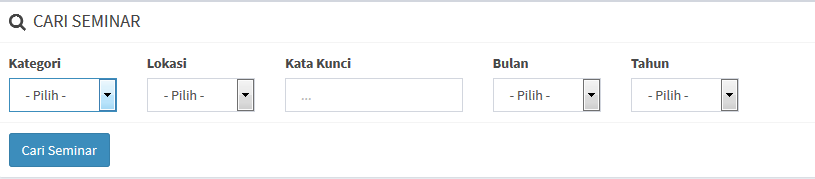 CARI SEMINAR
Kategori Lokasi Kata Kunci Bulan Tahun
- Pilih - - Pilih - ... - Pilih - - Pilih -
Cari Seminar